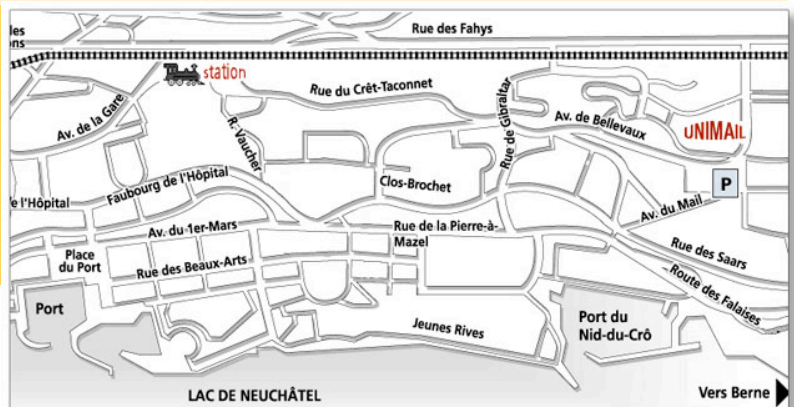 les
ons
Rue des Fahys
station
Rue du Crêt-Taconnet
Av. de la Gare
R. Vaucher
Rue de Gibraltar
Av. de Bellevaux
UNIMAIL
P
Clos-Brochet
Faubourg de l'Hôpital
e l'Hôpital
Av. du Mail
Av. du 1er-Mars
Rue de la Pierre-à-
Mazel
Place
du Port
Rue des Beaux-Arts
Rue des Saars
Route des Falaises
Port
Jeunes Rives
Port du
Nid-du-Crô
LAC DE NEUCHÂTEL
Vers Berne